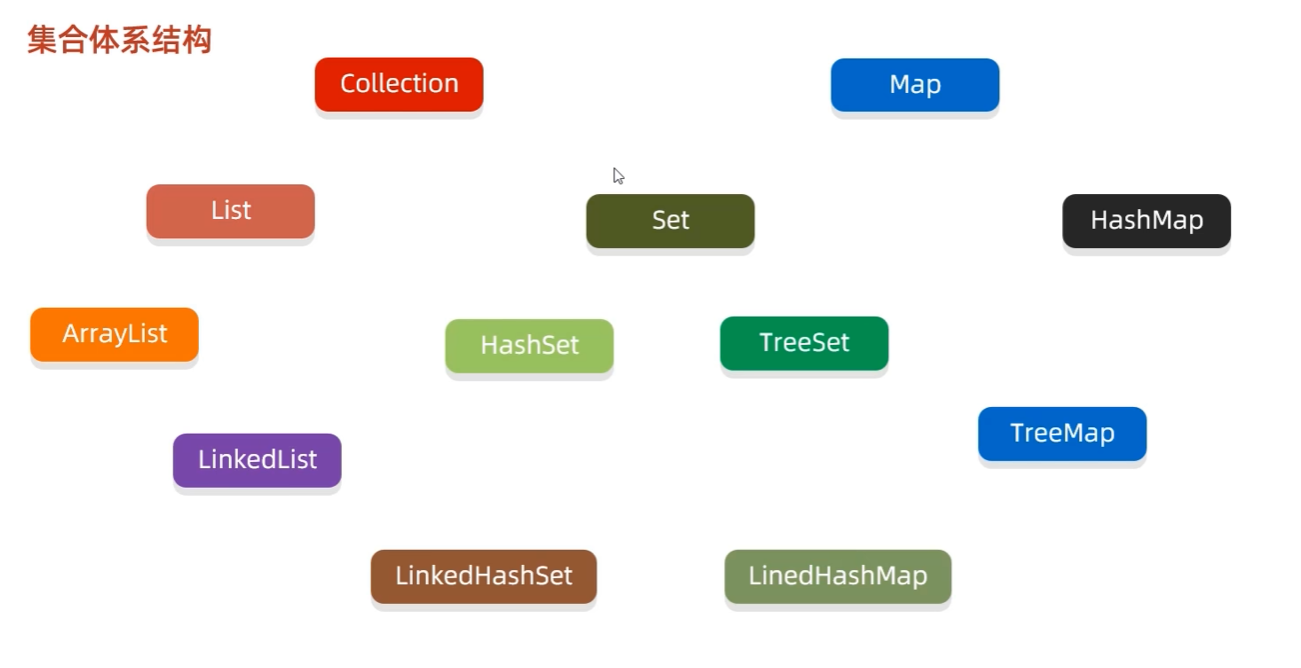 集合体系结构
Collection
Map
List
Set
HashMap
ArrayList
HashSet
TreeSet
TreeMap
LinkedList
LinkedHashSet
LinedHashMap